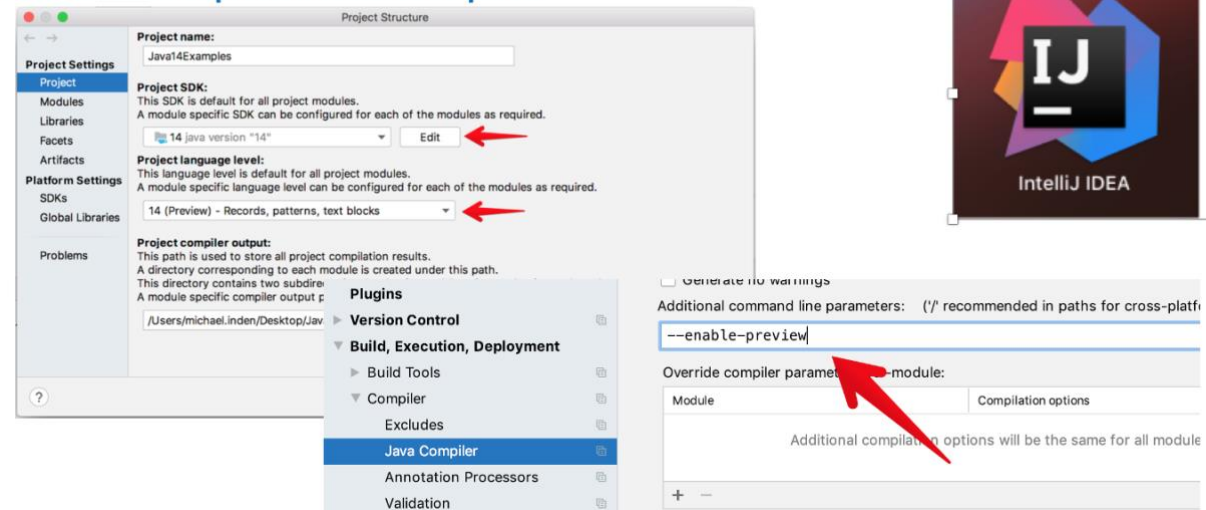 Project Structure
Project name:
Java14Examples
Project Settings
Project
Modules
Libraries
Facets
Artifacts
Platform Settings
SDKs
Global Libraries
Problems
Project SDK:
This SDK is default for all project modules.
A module specific SDK can be configured for each of the modules as required.
14 java version "14"
Edit
Project language level:
This language level is default for all project modules.
A module specific language level can be configured for each of the modules as required.
14 (Preview) - Records, patterns, text blocks
Project compiler output:
This path is used to store all project compilation results.
A directory corresponding to each module is created under this path.
This directory contains two
A module specific compiler output
/Users/michael.inden/Desktop/
?
IJ
IntelliJ IDEA
Plugins
Version Control
Build, Execution, Deployment
Build Tools
Compiler
Excludes
Java Compiler
Annotation Processors
Validation
Generate no warnings
Additional command line parameters: ('/' recommended in paths for
--enable-preview
Override compiler module:
Module
Compilation options
Additional options will be the same for all
+ −